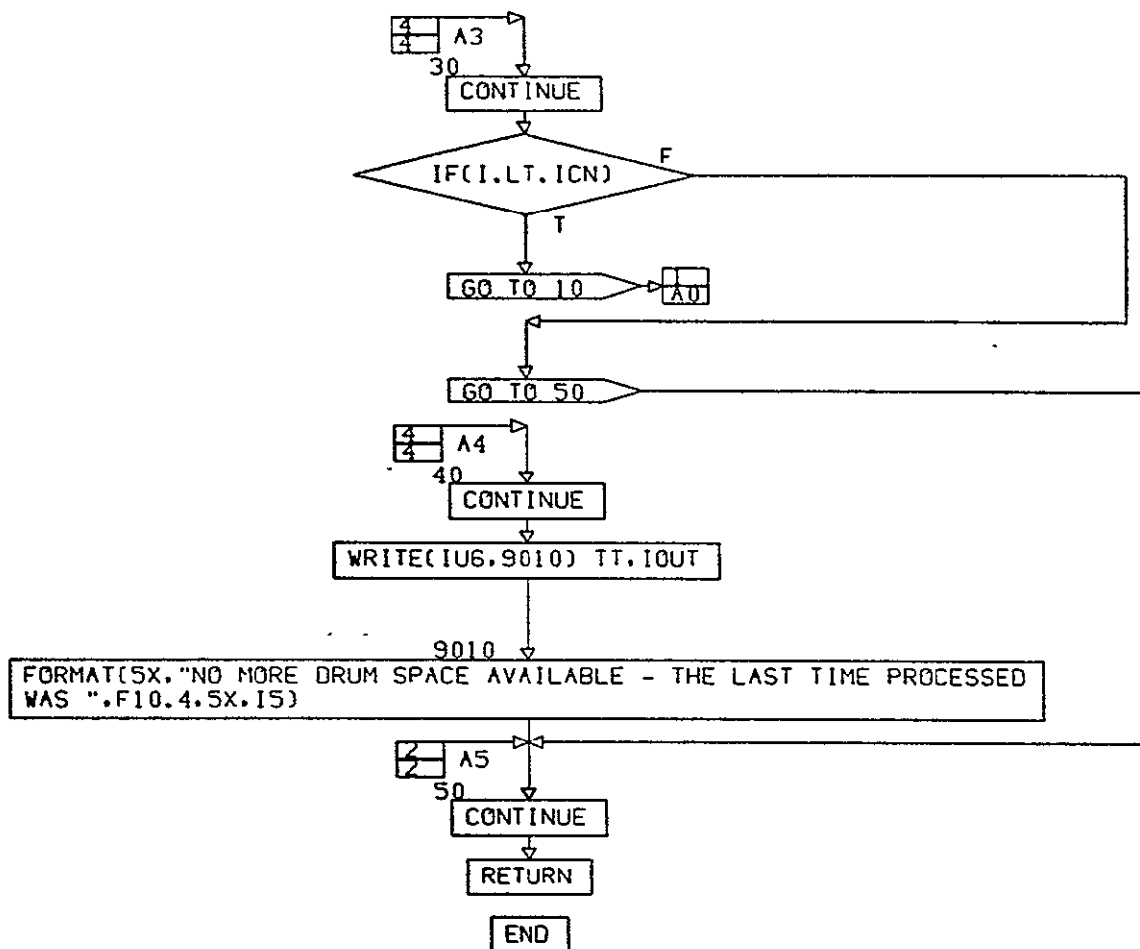 4
4 A3
30
CONTINUE
IF(I.LT.ICN)
F
T
GO TO 10
1
A0
GO TO 50
4
4 A4
40
CONTINUE
WRITE(IU6.9010) TT.IOUT
9010
FORMAT(5X."NO MORE DRUM SPACE AVAILABLE - THE LAST TIME PROCESSED
WAS ".F10.4.5X.I5)
2
2 A5
50
CONTINUE
RETURN
END